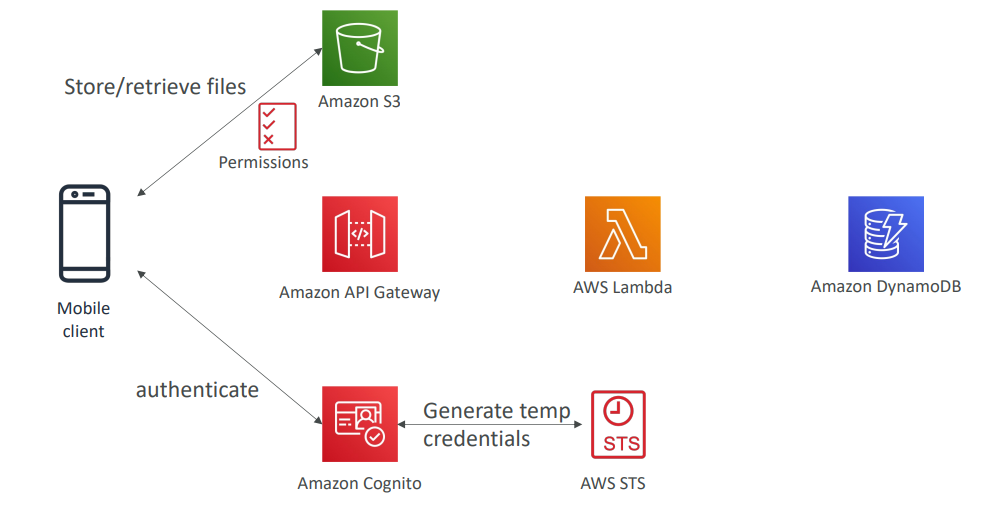 Store/retrieve files
Amazon S3
Permissions
</>
Amazon API Gateway
AWS Lambda
Amazon DynamoDB
Mobile
client
authenticate
Generate temp
credentials
STS
Amazon Cognito
AWS STS